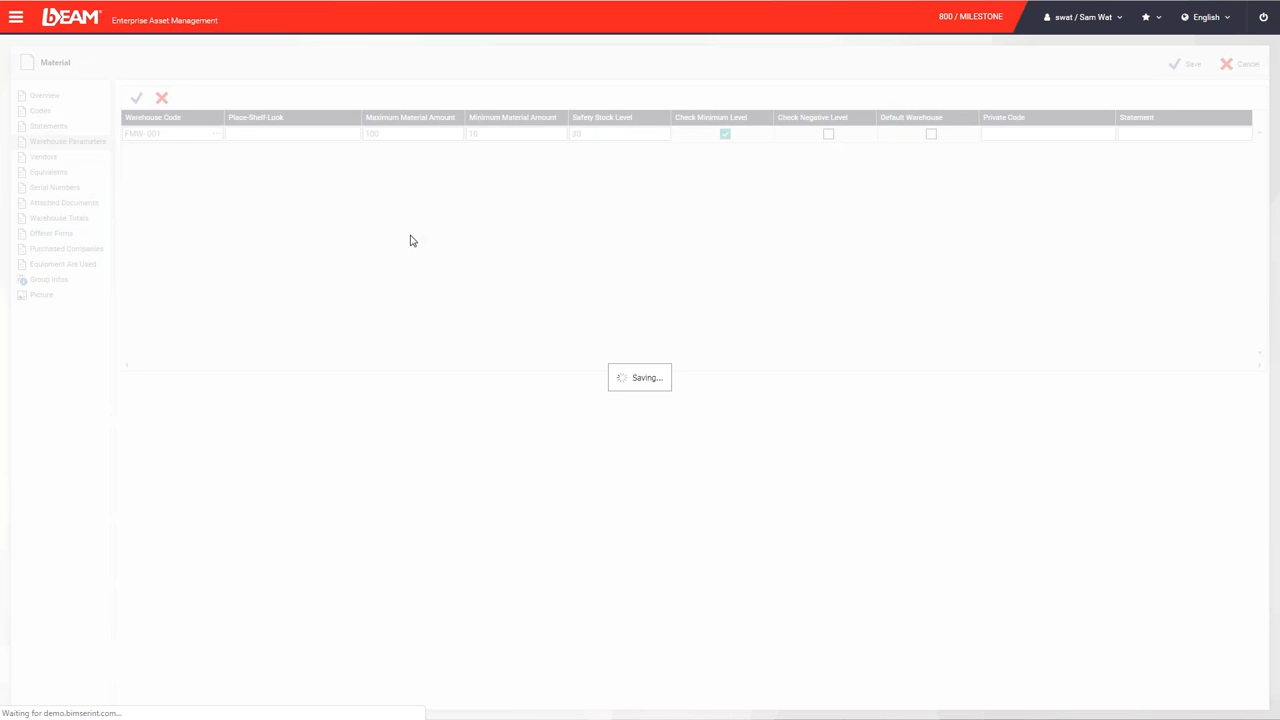 bEAM Enterprise Asset Management 800 / MILESTONE swat / Sam Wat English
Material Save Cancel
Overview
Codes
Statements
Warehouse Parameters
Vendors
Equivalents
Serial Numbers
Attached Documents
Warehouse Totals
Offerer Firms
Purchased Companies
Equipment Are Used
Group Infos
Picture
Warehouse Code Place-Shelf-Look Maximum Material Amount Minimum Material Amount Safety Stock Level Check Minimum Level Check Negative Level Default Warehouse Private Code Statement
FMW- 001 ... 100 10 30
Saving...
Waiting for demo.bimserint.com...